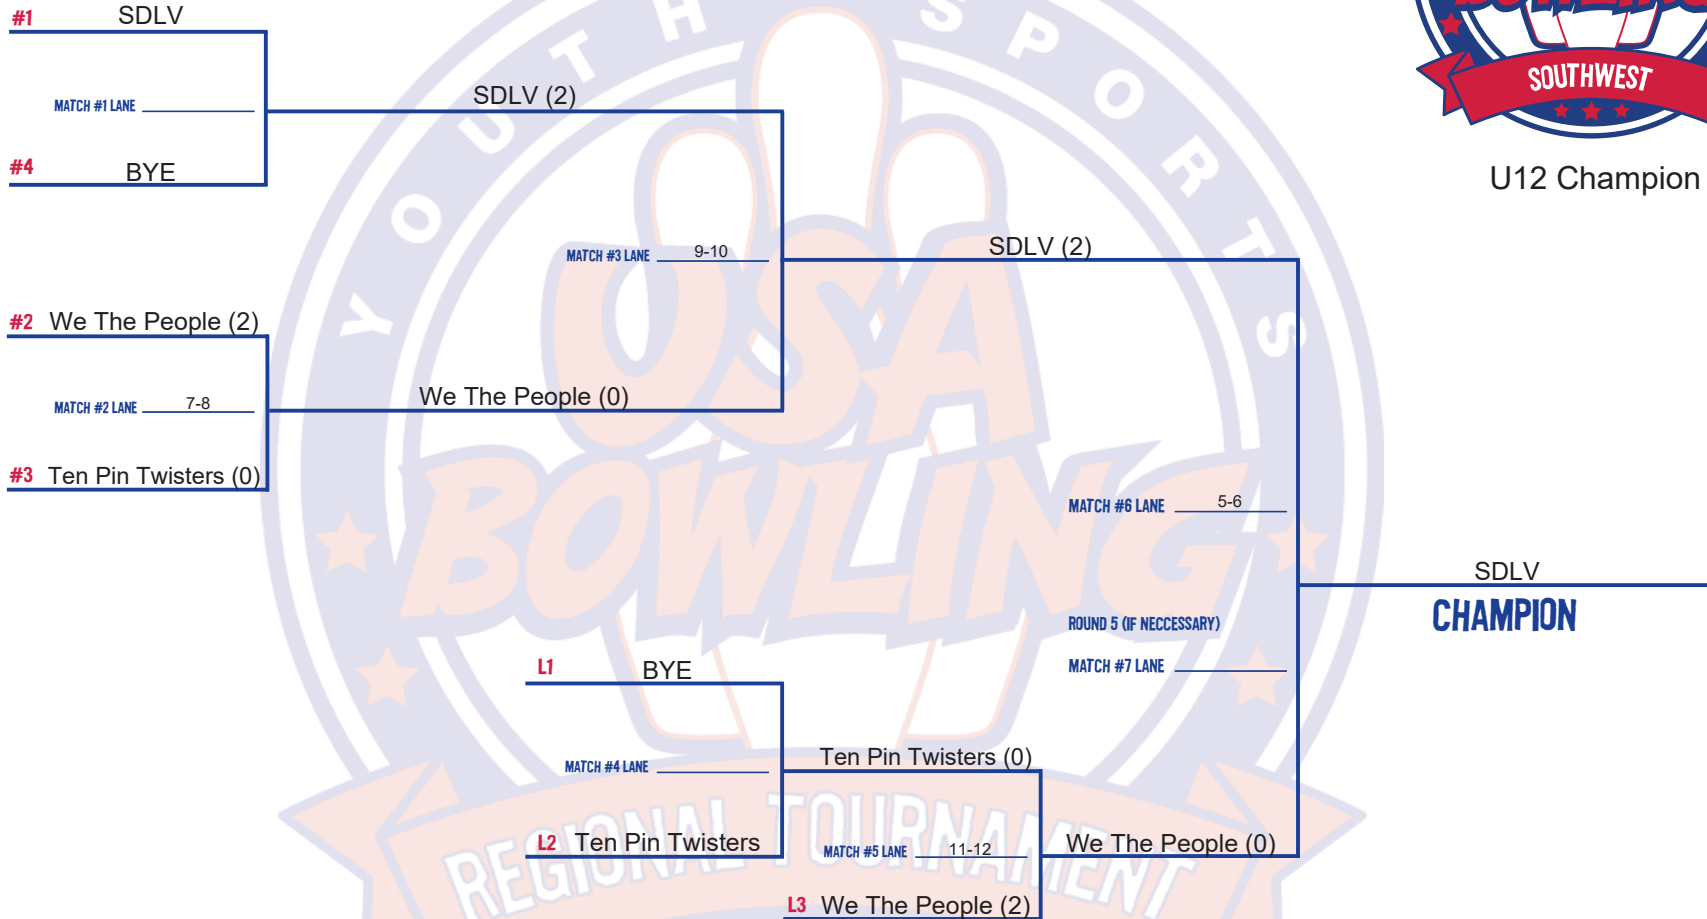 #1 SDLV
MATCH #1 LANE
#4 BYE
SDLV (2)
#2 We The People (2)
MATCH #2 LANE 7-8
#3 Ten Pin Twisters (0)
We The People (0)
MATCH #3 LANE 9-10
SDLV (2)
L1 BYE
MATCH #4 LANE
L2 Ten Pin Twisters
Ten Pin Twisters (0)
MATCH #5 LANE 11-12
L3 We The People (2)
We The People (0)
MATCH #6 LANE 5-6
ROUND 5 (IF NECCESSARY)
MATCH #7 LANE
SDLV
CHAMPION
SOUTHWEST
U12 Champion
YOUTH SPORTS
USA
BOWLING
REGIONAL TOURNAMENT